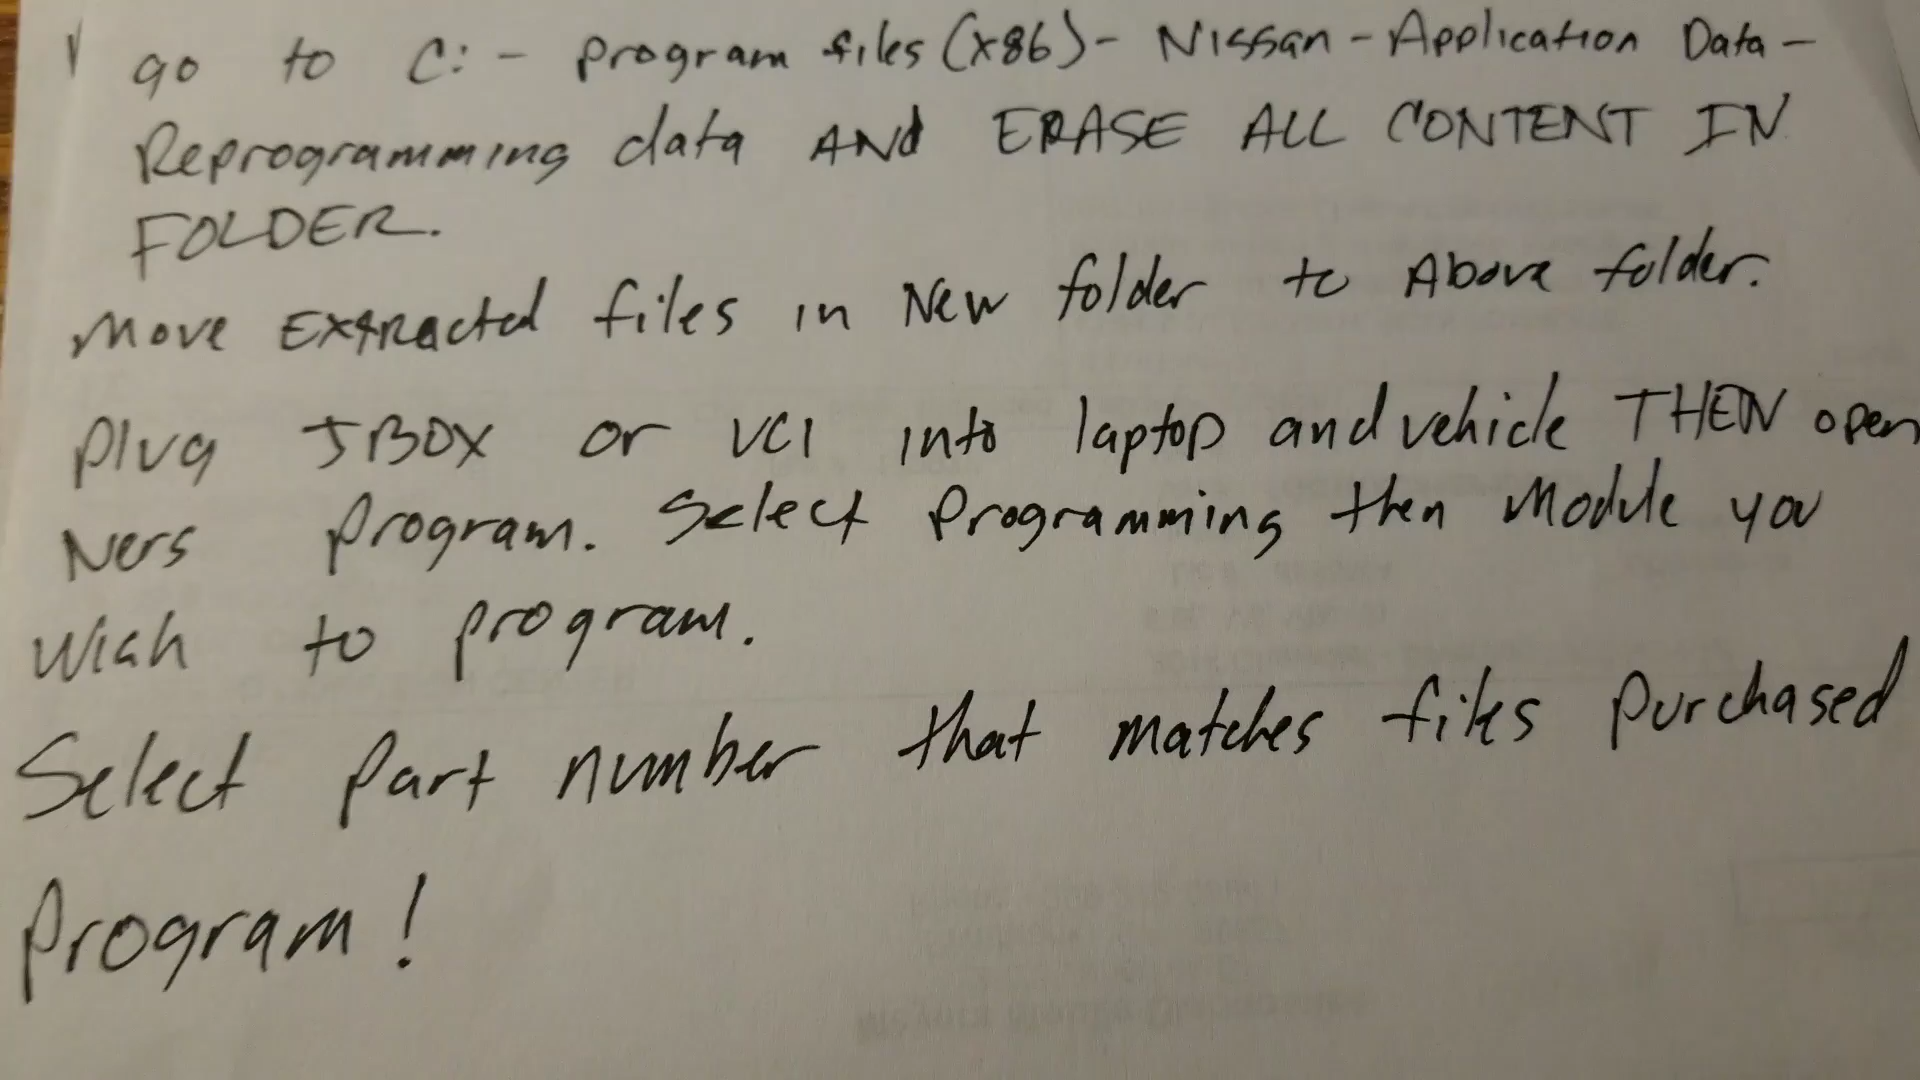 go to C: - program files (x86) - Nissan - Application Data -
Reprogramming data AND ERASE ALL CONTENT IN
FOLDER.
Move Extracted files in New folder to Above folder.
plug JBOX or VCI into laptop and vehicle THEN open
Ners program. Select Programming then Module you
wish to program.
Select Part number that matches files purchased
Program!